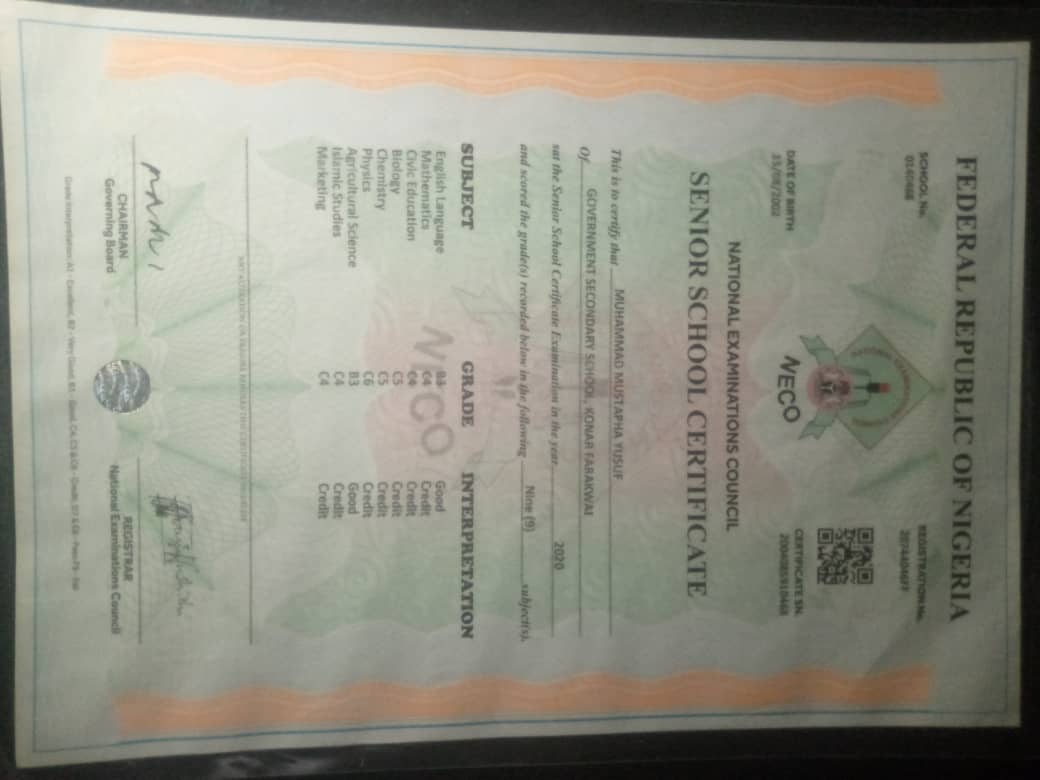 FEDERAL REPUBLIC OF NIGERIA
SCHOOL No.
REGISTRATION No.
NECO
CERTIFICATE SN.
DATE OF BIRTH
NATIONAL EXAMINATIONS COUNCIL
SENIOR SCHOOL CERTIFICATE
This is to certify that MUHAMMAD MUSTAPHA YUSUF
Of GOVERNMENT SECONDARY SCHOOL, KONAR FARAKWAI
sat the Senior School Certificate Examination in the year 2020
and scored the grade(s) recorded below in the following Nine (9) subject(s).
SUBJECT GRADE INTERPRETATION
English Language B3 Good
Mathematics C4 Credit
Civic Education C4 Credit
Biology C5 Credit
Chemistry C5 Credit
Physics C6 Credit
Agricultural Science B3 Good
Islamic Studies C4 Credit
Marketing C4 Credit
NECO
CHAIRMAN
Governing Board
REGISTRAR
National Examinations Council